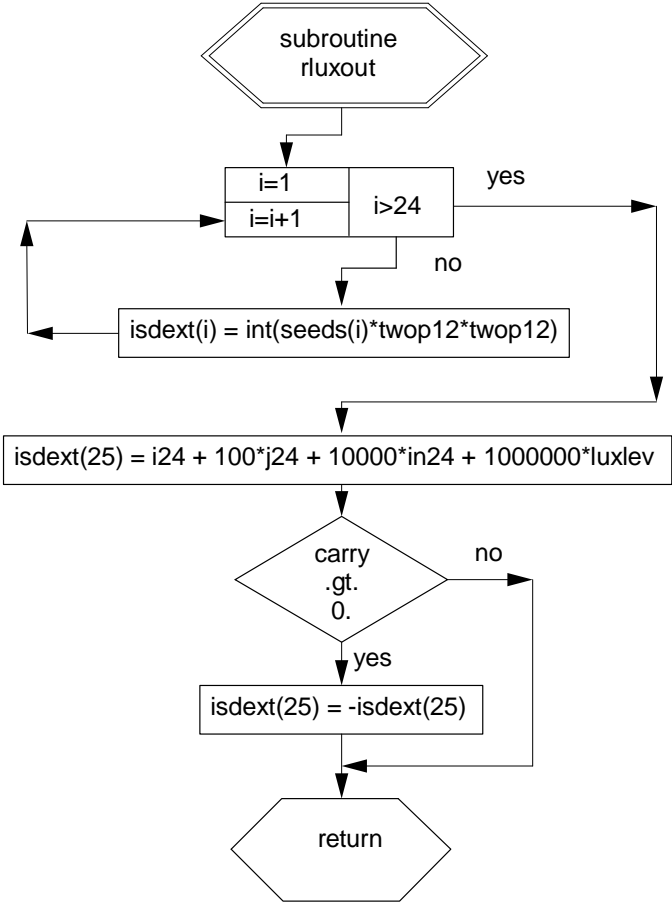 subroutine
rluxout
i=1
i=i+1
i>24
yes
no
isdext(i) = int(seeds(i)*twop12*twop12)
isdext(25) = i24 + 100*j24 + 10000*in24 + 1000000*luxlev
carry
.gt.
0.
no
yes
isdext(25) = -isdext(25)
return